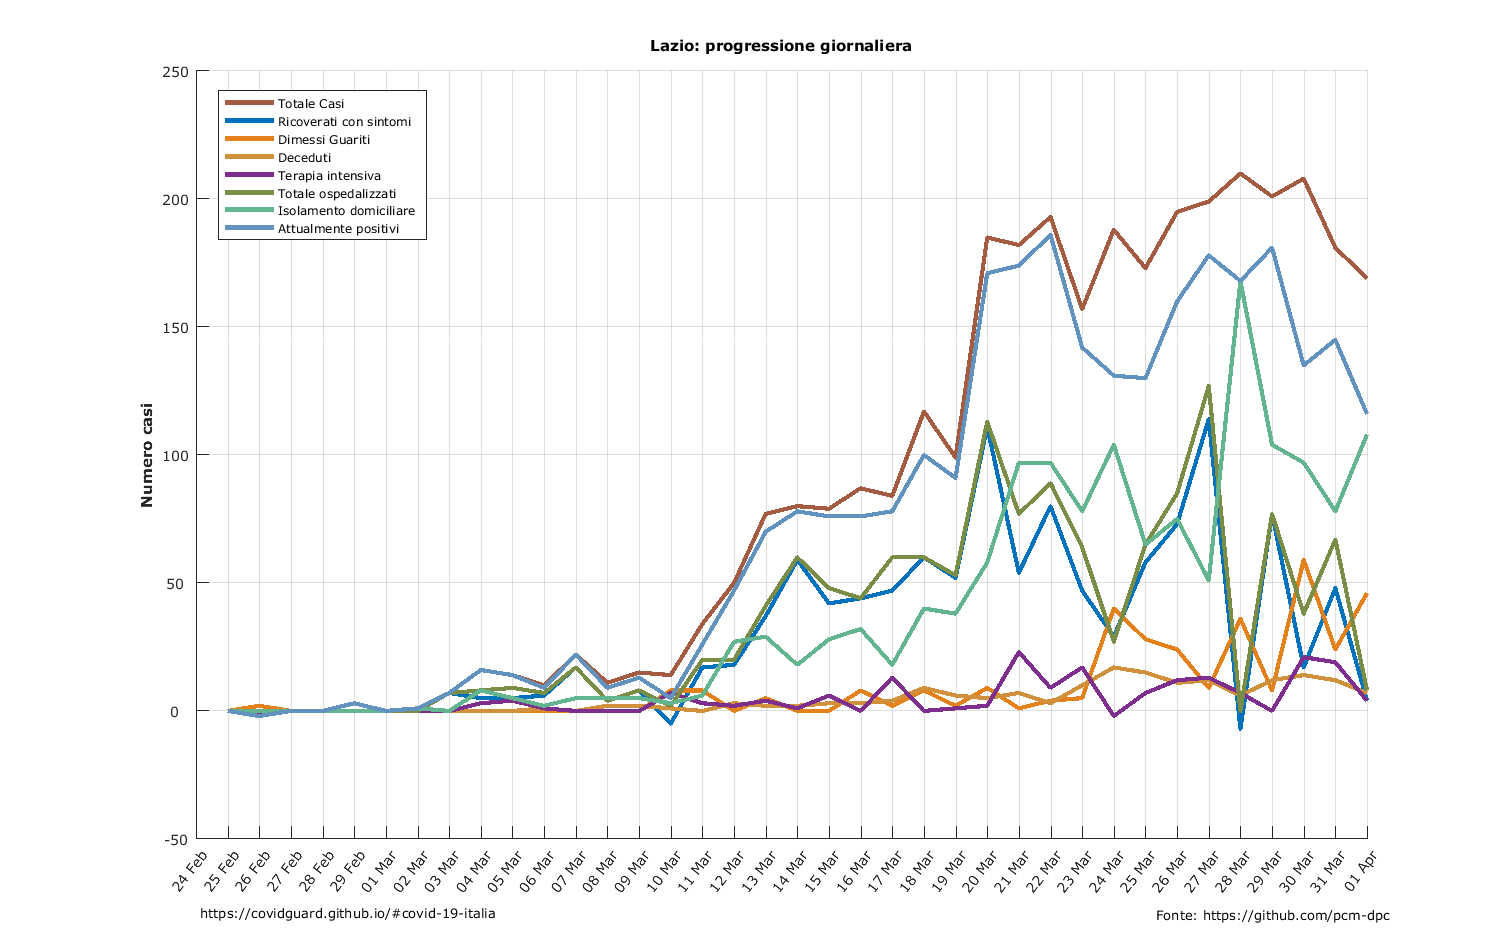 Lazio: progressione giornaliera
250
200
150
100
50
0
-50
Numero casi
Totale Casi
Ricoverati con sintomi
Dimessi Guariti
Deceduti
Terapia intensiva
Totale ospedalizzati
Isolamento domiciliare
Attualmente positivi
24 Feb
25 Feb
26 Feb
27 Feb
28 Feb
29 Feb
01 Mar
02 Mar
03 Mar
04 Mar
05 Mar
06 Mar
07 Mar
08 Mar
09 Mar
10 Mar
11 Mar
12 Mar
13 Mar
14 Mar
15 Mar
16 Mar
17 Mar
18 Mar
19 Mar
20 Mar
21 Mar
22 Mar
23 Mar
24 Mar
25 Mar
26 Mar
27 Mar
28 Mar
29 Mar
30 Mar
31 Mar
01 Apr
https://covidguard.github.io/#covid-19-italia
Fonte: https://github.com/pcm-dpc